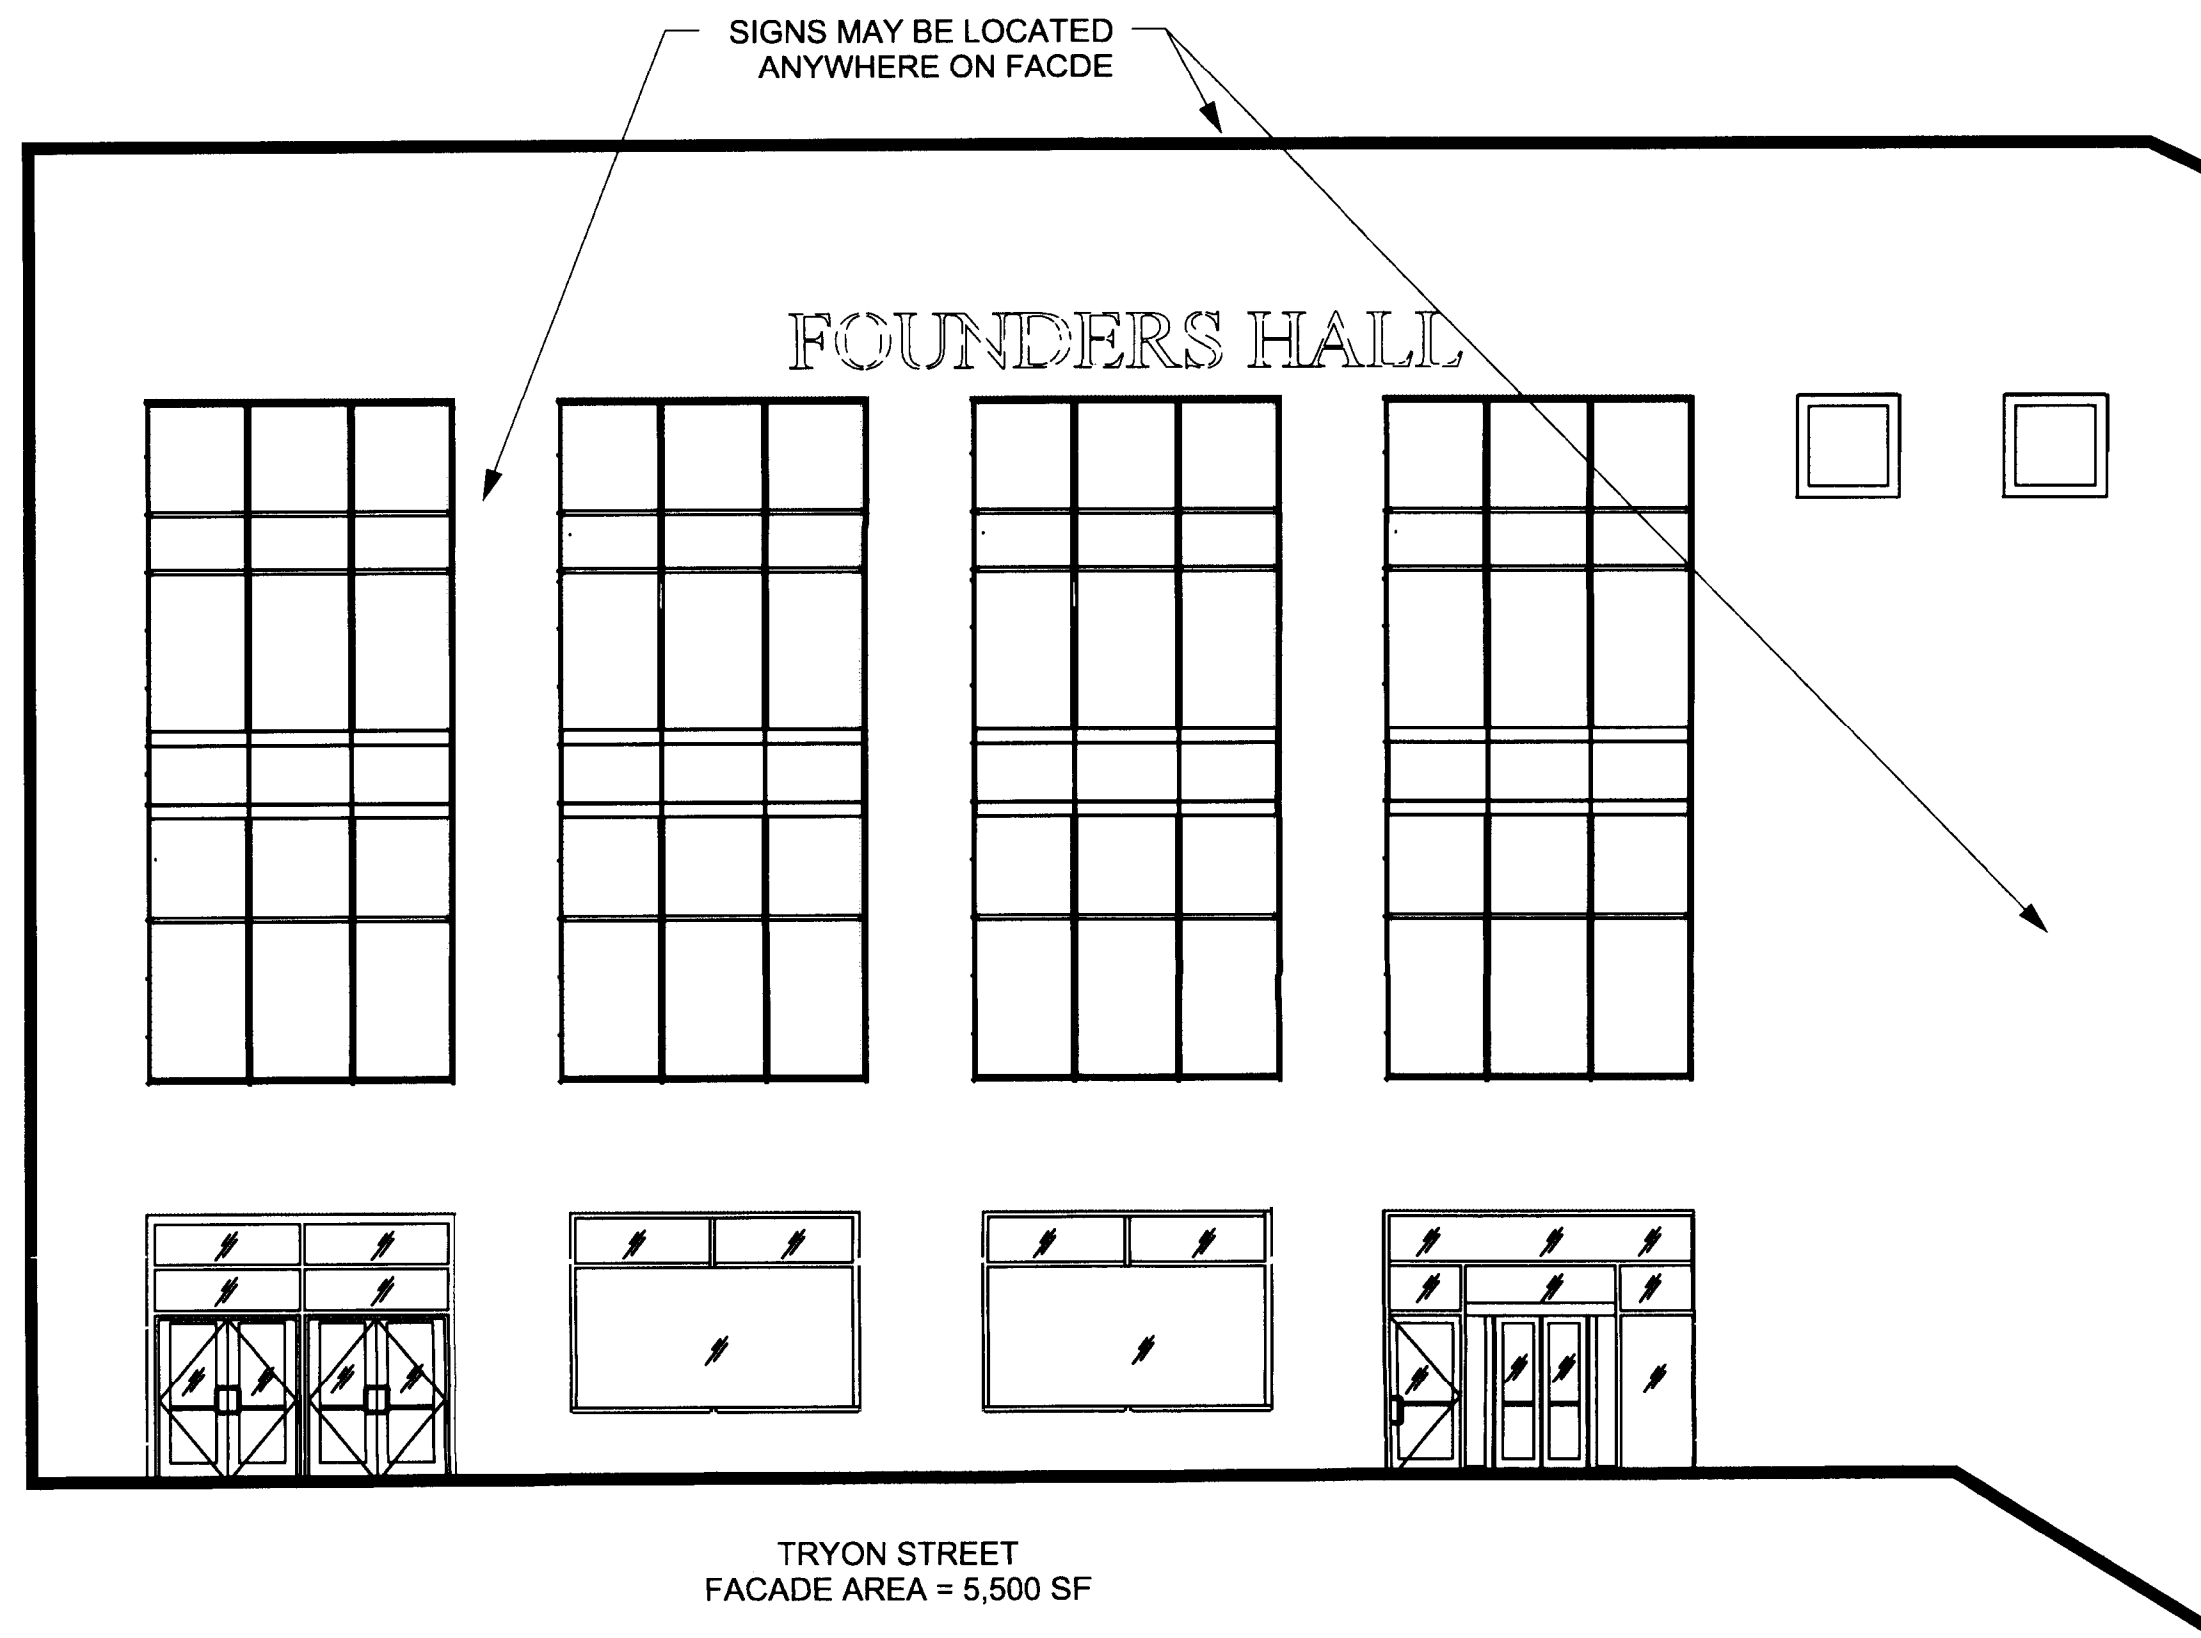 SIGNS MAY BE LOCATED
ANYWHERE ON FACDE
FOUNDERS HALL
TRYON STREET
FACADE AREA = 5,500 SF